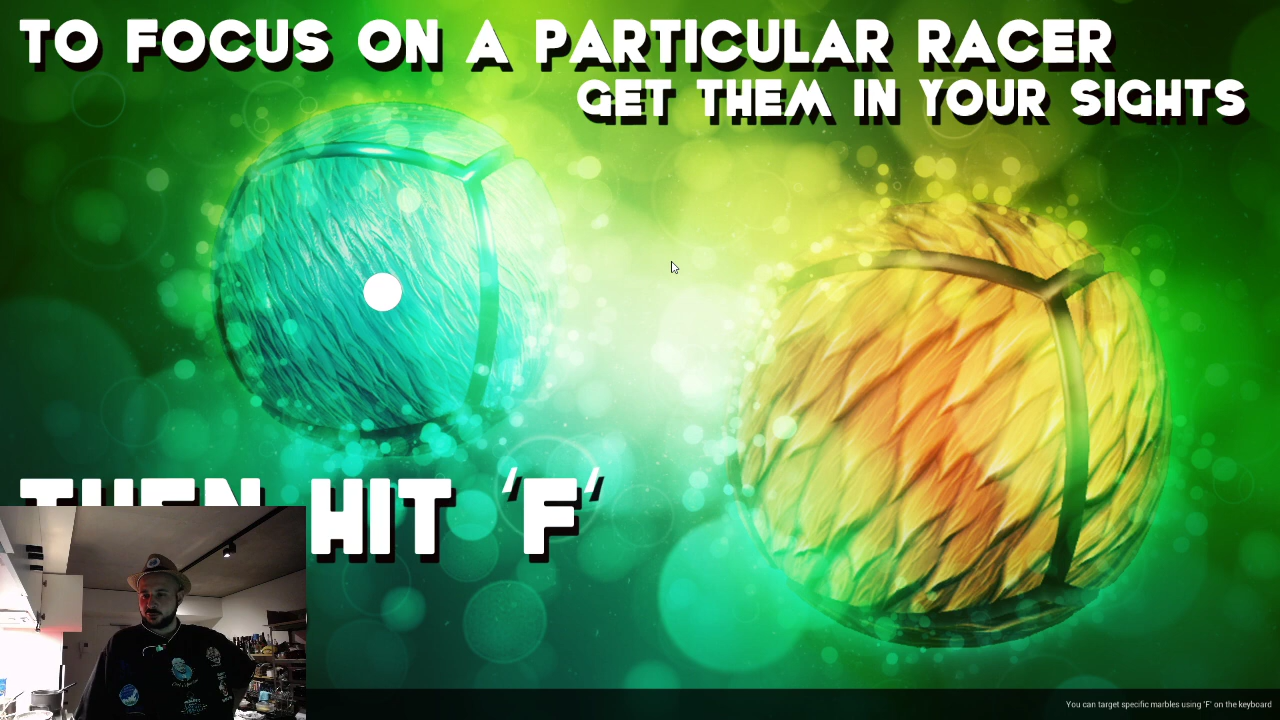 TO FOCUS ON A PARTICULAR RACER
GET THEM IN YOUR SIGHTS
THEN HIT 'F'
You can target specific marbles using 'F' on the keyboard